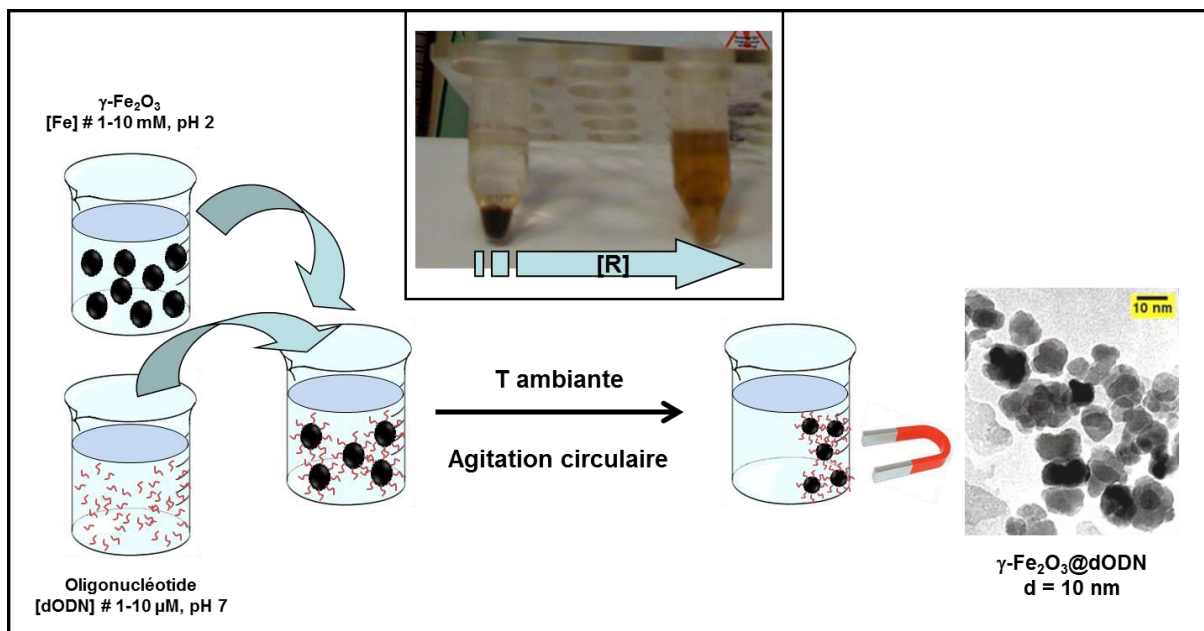 γ-Fe₂O₃
[Fe] # 1-10 mM, pH 2
[R]
T ambiante
Agitation circulaire
10 nm
Oligonucléotide
[dODN] # 1-10 µM, pH 7
γ-Fe₂O₃@dODN
d = 10 nm